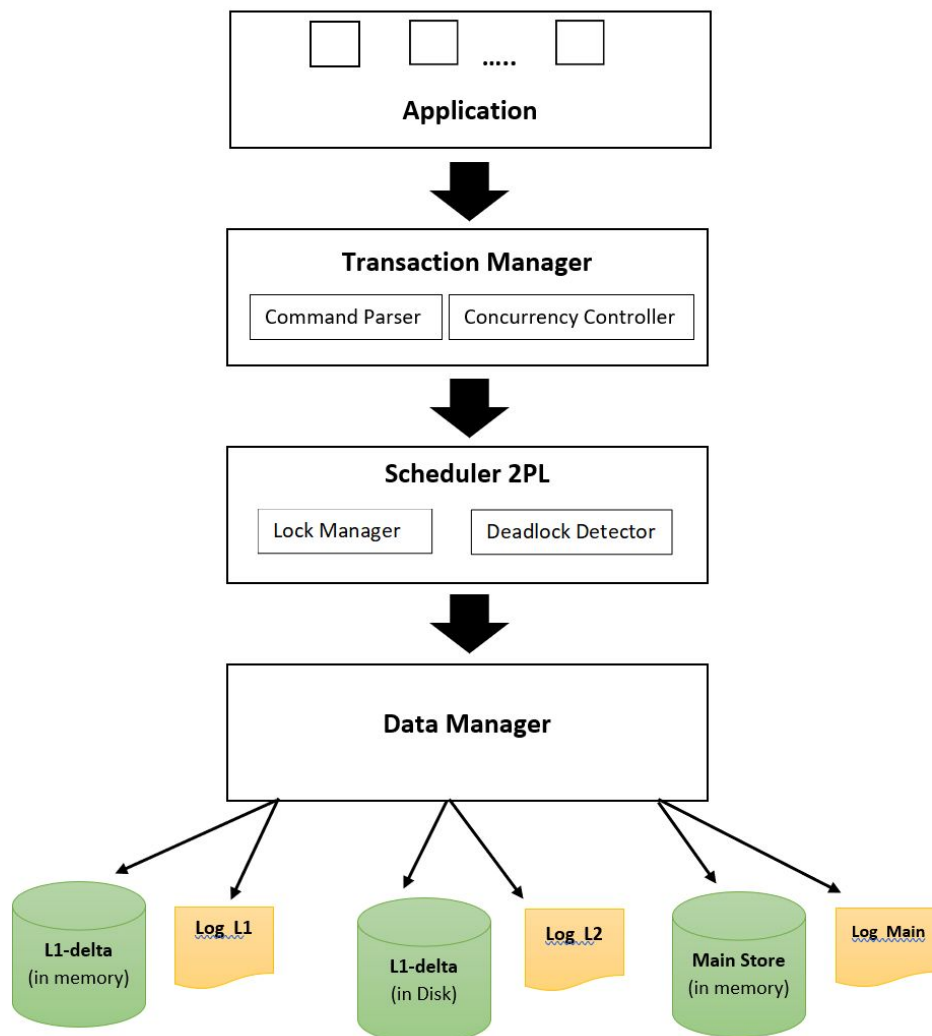 .....
Application
Transaction Manager
Command Parser
Concurrency Controller
Scheduler 2PL
Lock Manager
Deadlock Detector
Data Manager
L1-delta
(in memory)
Log_L1
L1-delta
(in Disk)
Log_L2
Main Store
(in memory)
Log_Main